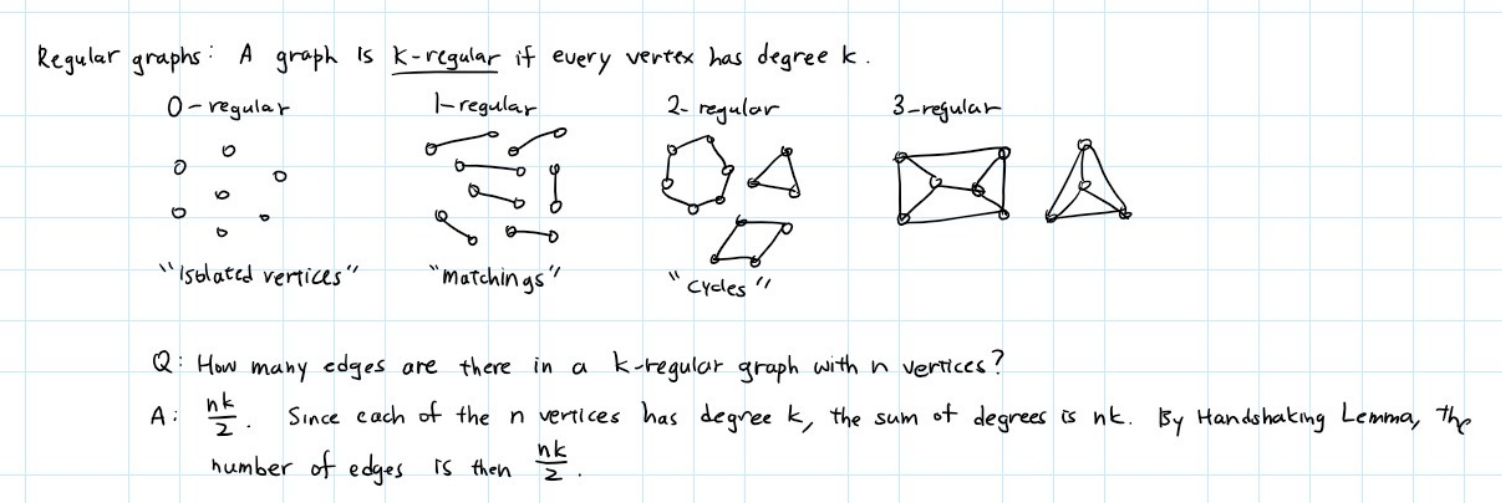 Regular graphs: A graph is k-regular if every vertex has degree k.
0-regular 1-regular 2-regular 3-regular
"isolated vertices" "matchings" "cycles"
Q: How many edges are there in a k-regular graph with n vertices?
A: nk/2. Since each of the n vertices has degree k, the sum of degrees is nk. By Handshaking Lemma, the
number of edges is then nk/2.